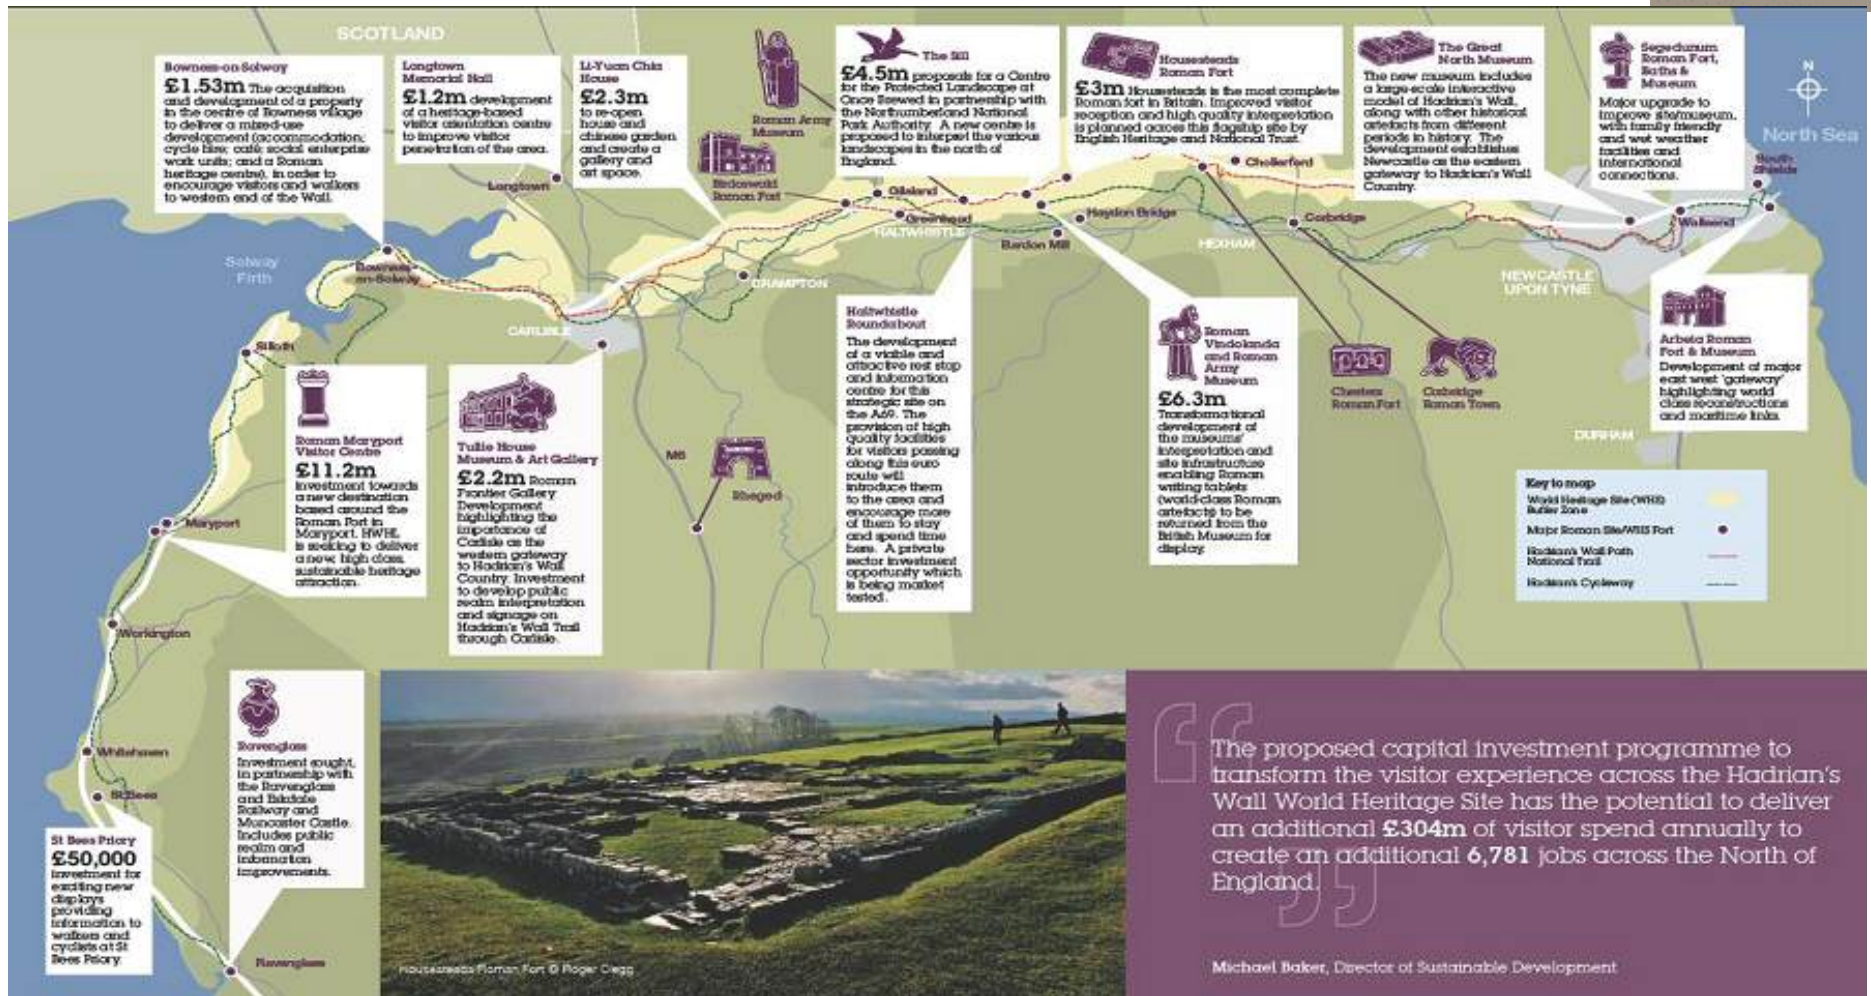 SCOTLAND
Bowness-on-Solway
£1.53m The acquisition
and development of a property
in the centre of Bowness village
to deliver a mixed-use
development (accommodation;
cycle hire; café; social enterprise
work units; and a Roman
heritage centre), in order to
encourage visitors and walkers
to western end of the Wall.
Longtown
Memorial Hall
£1.2m development
of a heritage-based
visitor orientation centre
to improve visitor
penetration of the area.
Li-Yuan Chia
House
£2.3m
to re-open
house and
chinese garden
and create a
gallery and
art space.
Roman Army
Museum
Birdoswald
Roman Fort
The Sill
£4.5m proposals for a Centre
for the Protected Landscape at
Once Brewed in partnership with
the Northumberland National
Park Authority. A new centre is
proposed to interpret the various
landscapes in the north of
England.
Housesteads
Roman Fort
£3m Housesteads is the most complete
Roman fort in Britain. Improved visitor
reception and high quality interpretation
is planned across this flagship site by
English Heritage and National Trust.
The Great
North Museum
The new museum includes
a large-scale interactive
model of Hadrian's Wall,
along with other historical
artefacts from different
periods in history. The
development establishes
Newcastle as the eastern
gateway to Hadrian's Wall
Country.
Segedunum
Roman Fort,
Baths &
Museum
Major upgrade to
improve site/museum,
with family friendly
and wet weather
facilities and
international
connections.
N
North Sea
South
Shields
Wallsend
Longtown
Chollerford
Gilsland
Greenhead
HALTWHISTLE
Haydon Bridge
Bardon Mill
HEXHAM
Corbridge
NEWCASTLE
UPON TYNE
Solway
Firth
Bowness-
on-Solway
BRAMPTON
CARLISLE
Silloth
Maryport
Workington
Whitehaven
St Bees
Ravenglass
M6
Rheged
DURHAM
Chesters
Roman Fort
Corbridge
Roman Town
Roman Maryport
Visitor Centre
£11.2m
Investment towards
a new destination
based around the
Roman Fort in
Maryport. HWHL
is seeking to deliver
a new, high class,
sustainable heritage
attraction.
Tullie House
Museum & Art Gallery
£2.2m Roman
Frontier Gallery
Development
highlighting the
importance of
Carlisle as the
western gateway
to Hadrian's Wall
Country. Investment
to develop public
realm, interpretation
and signage on
Hadrian's Wall Trail
through Carlisle.
Haltwhistle
Roundabout
The development
of a viable and
attractive rest stop
and information
centre for this
strategic site on
the A69. The
provision of high
quality facilities
for visitors passing
along this euro
route will
introduce them
to the area and
encourage more
of them to stay
and spend time
here. A private
sector investment
opportunity which
is being market
tested.
Roman
Vindolanda
and Roman
Army
Museum
£6.3m
Transformational
development of
the museums'
interpretation and
site infrastructure
enabling Roman
writing tablets
(world-class Roman
artefacts) to be
returned from the
British Museum for
display.
Arbeia Roman
Fort & Museum
Development of major
east west 'gateway'
highlighting world
class reconstructions
and maritime links.
Key to map
World Heritage Site (WHS)
Buffer Zone
Major Roman Site/WHS Fort
Hadrian's Wall Path
National Trail
Hadrian's Cycleway
St Bees Priory
£50,000
investment for
exciting new
displays
providing
information to
walkers and
cyclists at St
Bees Priory.
Ravenglass
Investment sought,
in partnership with
the Ravenglass
and Eskdale
Railway and
Muncaster Castle.
Includes public
realm and
information
improvements.
Housesteads Roman Fort © Roger Clegg
“The proposed capital investment programme to
transform the visitor experience across the Hadrian's
Wall World Heritage Site has the potential to deliver
an additional £304m of visitor spend annually to
create an additional 6,781 jobs across the North of
England.”
Michael Baker, Director of Sustainable Development